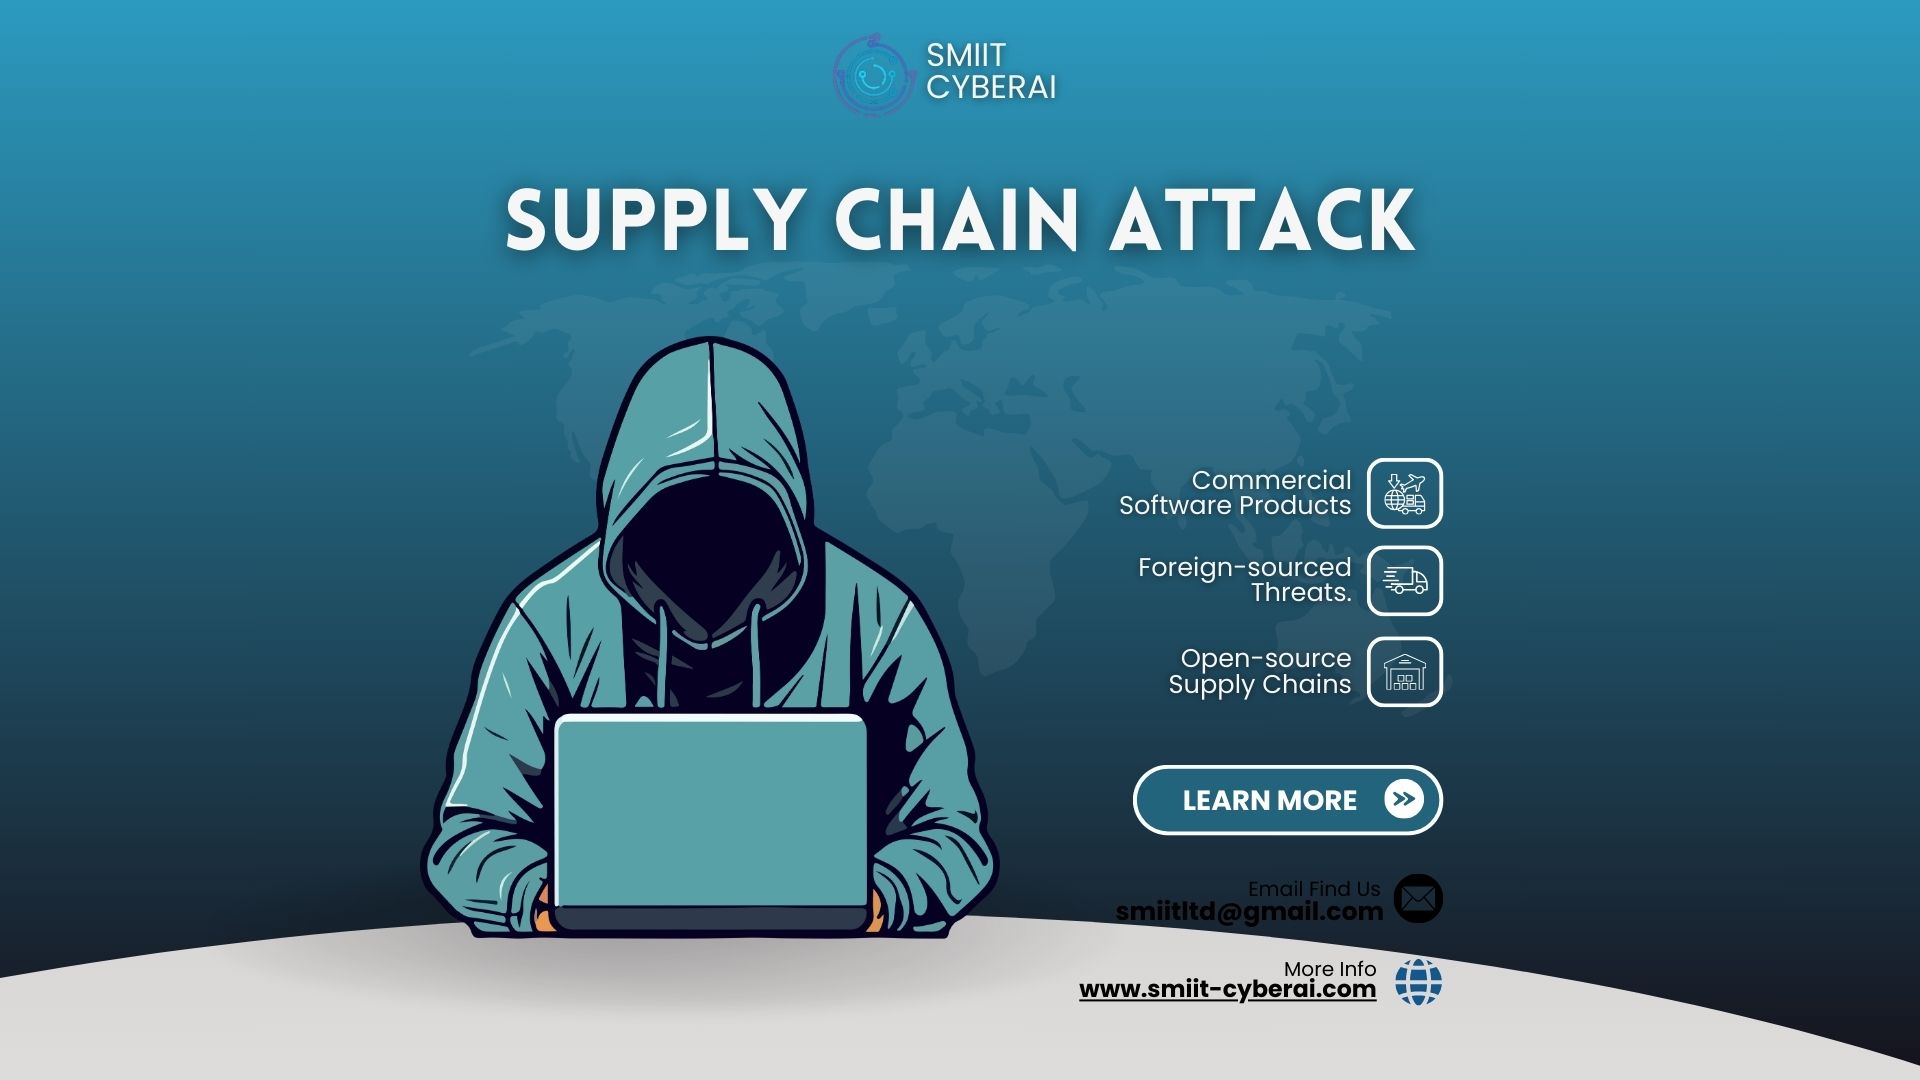 SMIIT
CYBERAI
SUPPLY CHAIN ATTACK
Commercial
Software Products
Foreign-sourced
Threats.
Open-source
Supply Chains
LEARN MORE
Email Find Us
smiitltd@gmail.com
More Info
www.smiit-cyberai.com